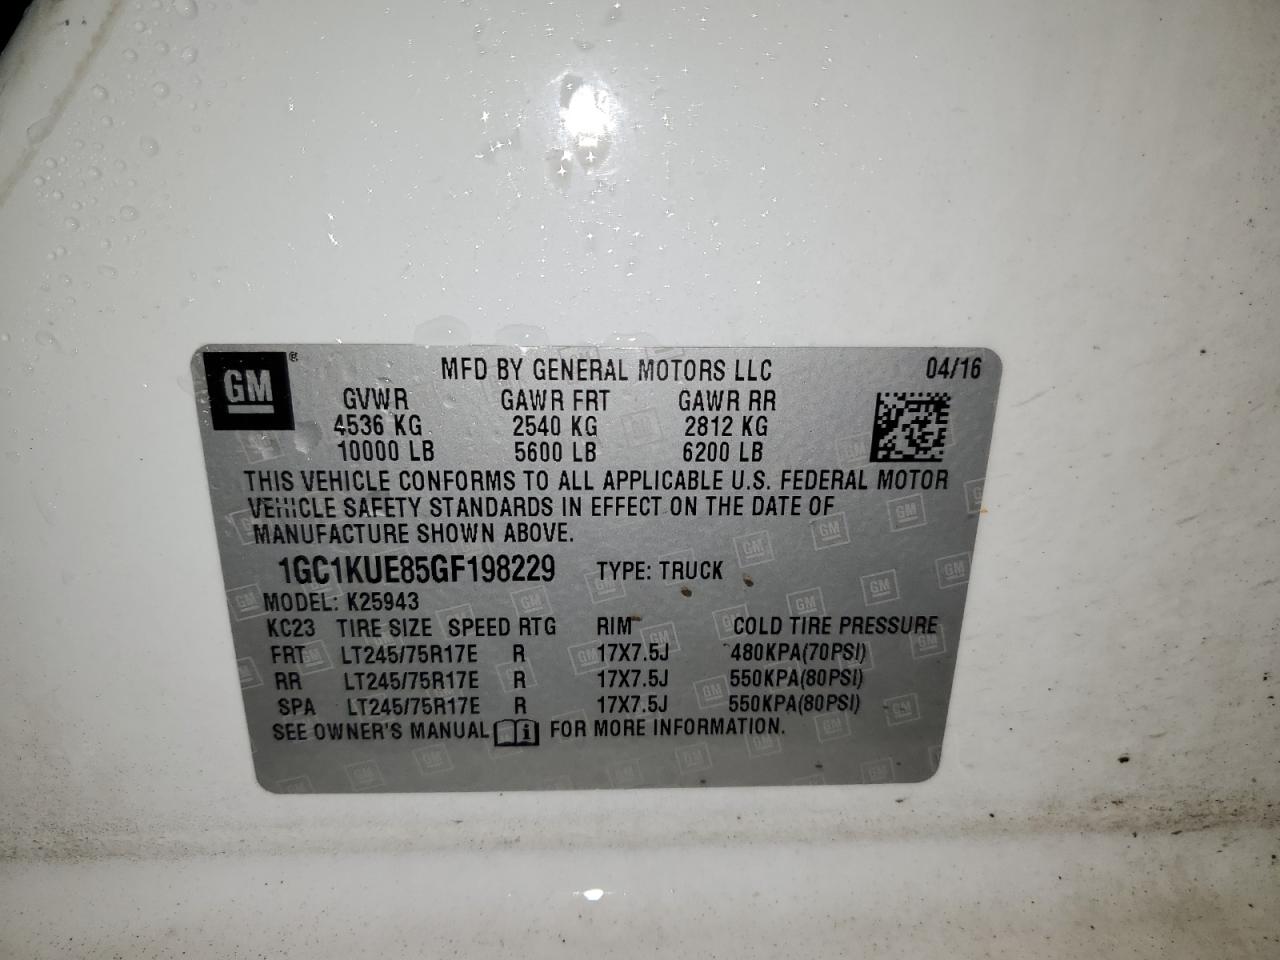 GM® MFD BY GENERAL MOTORS LLC 04/16
GVWR GAWR FRT GAWR RR
4536 KG 2540 KG 2812 KG
10000 LB 5600 LB 6200 LB
THIS VEHICLE CONFORMS TO ALL APPLICABLE U.S. FEDERAL MOTOR
VEHICLE SAFETY STANDARDS IN EFFECT ON THE DATE OF
MANUFACTURE SHOWN ABOVE.
1GC1KUE85GF198229 TYPE: TRUCK
MODEL: K25943
KC23 TIRE SIZE SPEED RTG RIM COLD TIRE PRESSURE
FRT LT245/75R17E R 17X7.5J 480KPA(70PSI)
RR LT245/75R17E R 17X7.5J 550KPA(80PSI)
SPA LT245/75R17E R 17X7.5J 550KPA(80PSI)
SEE OWNER'S MANUAL i FOR MORE INFORMATION.